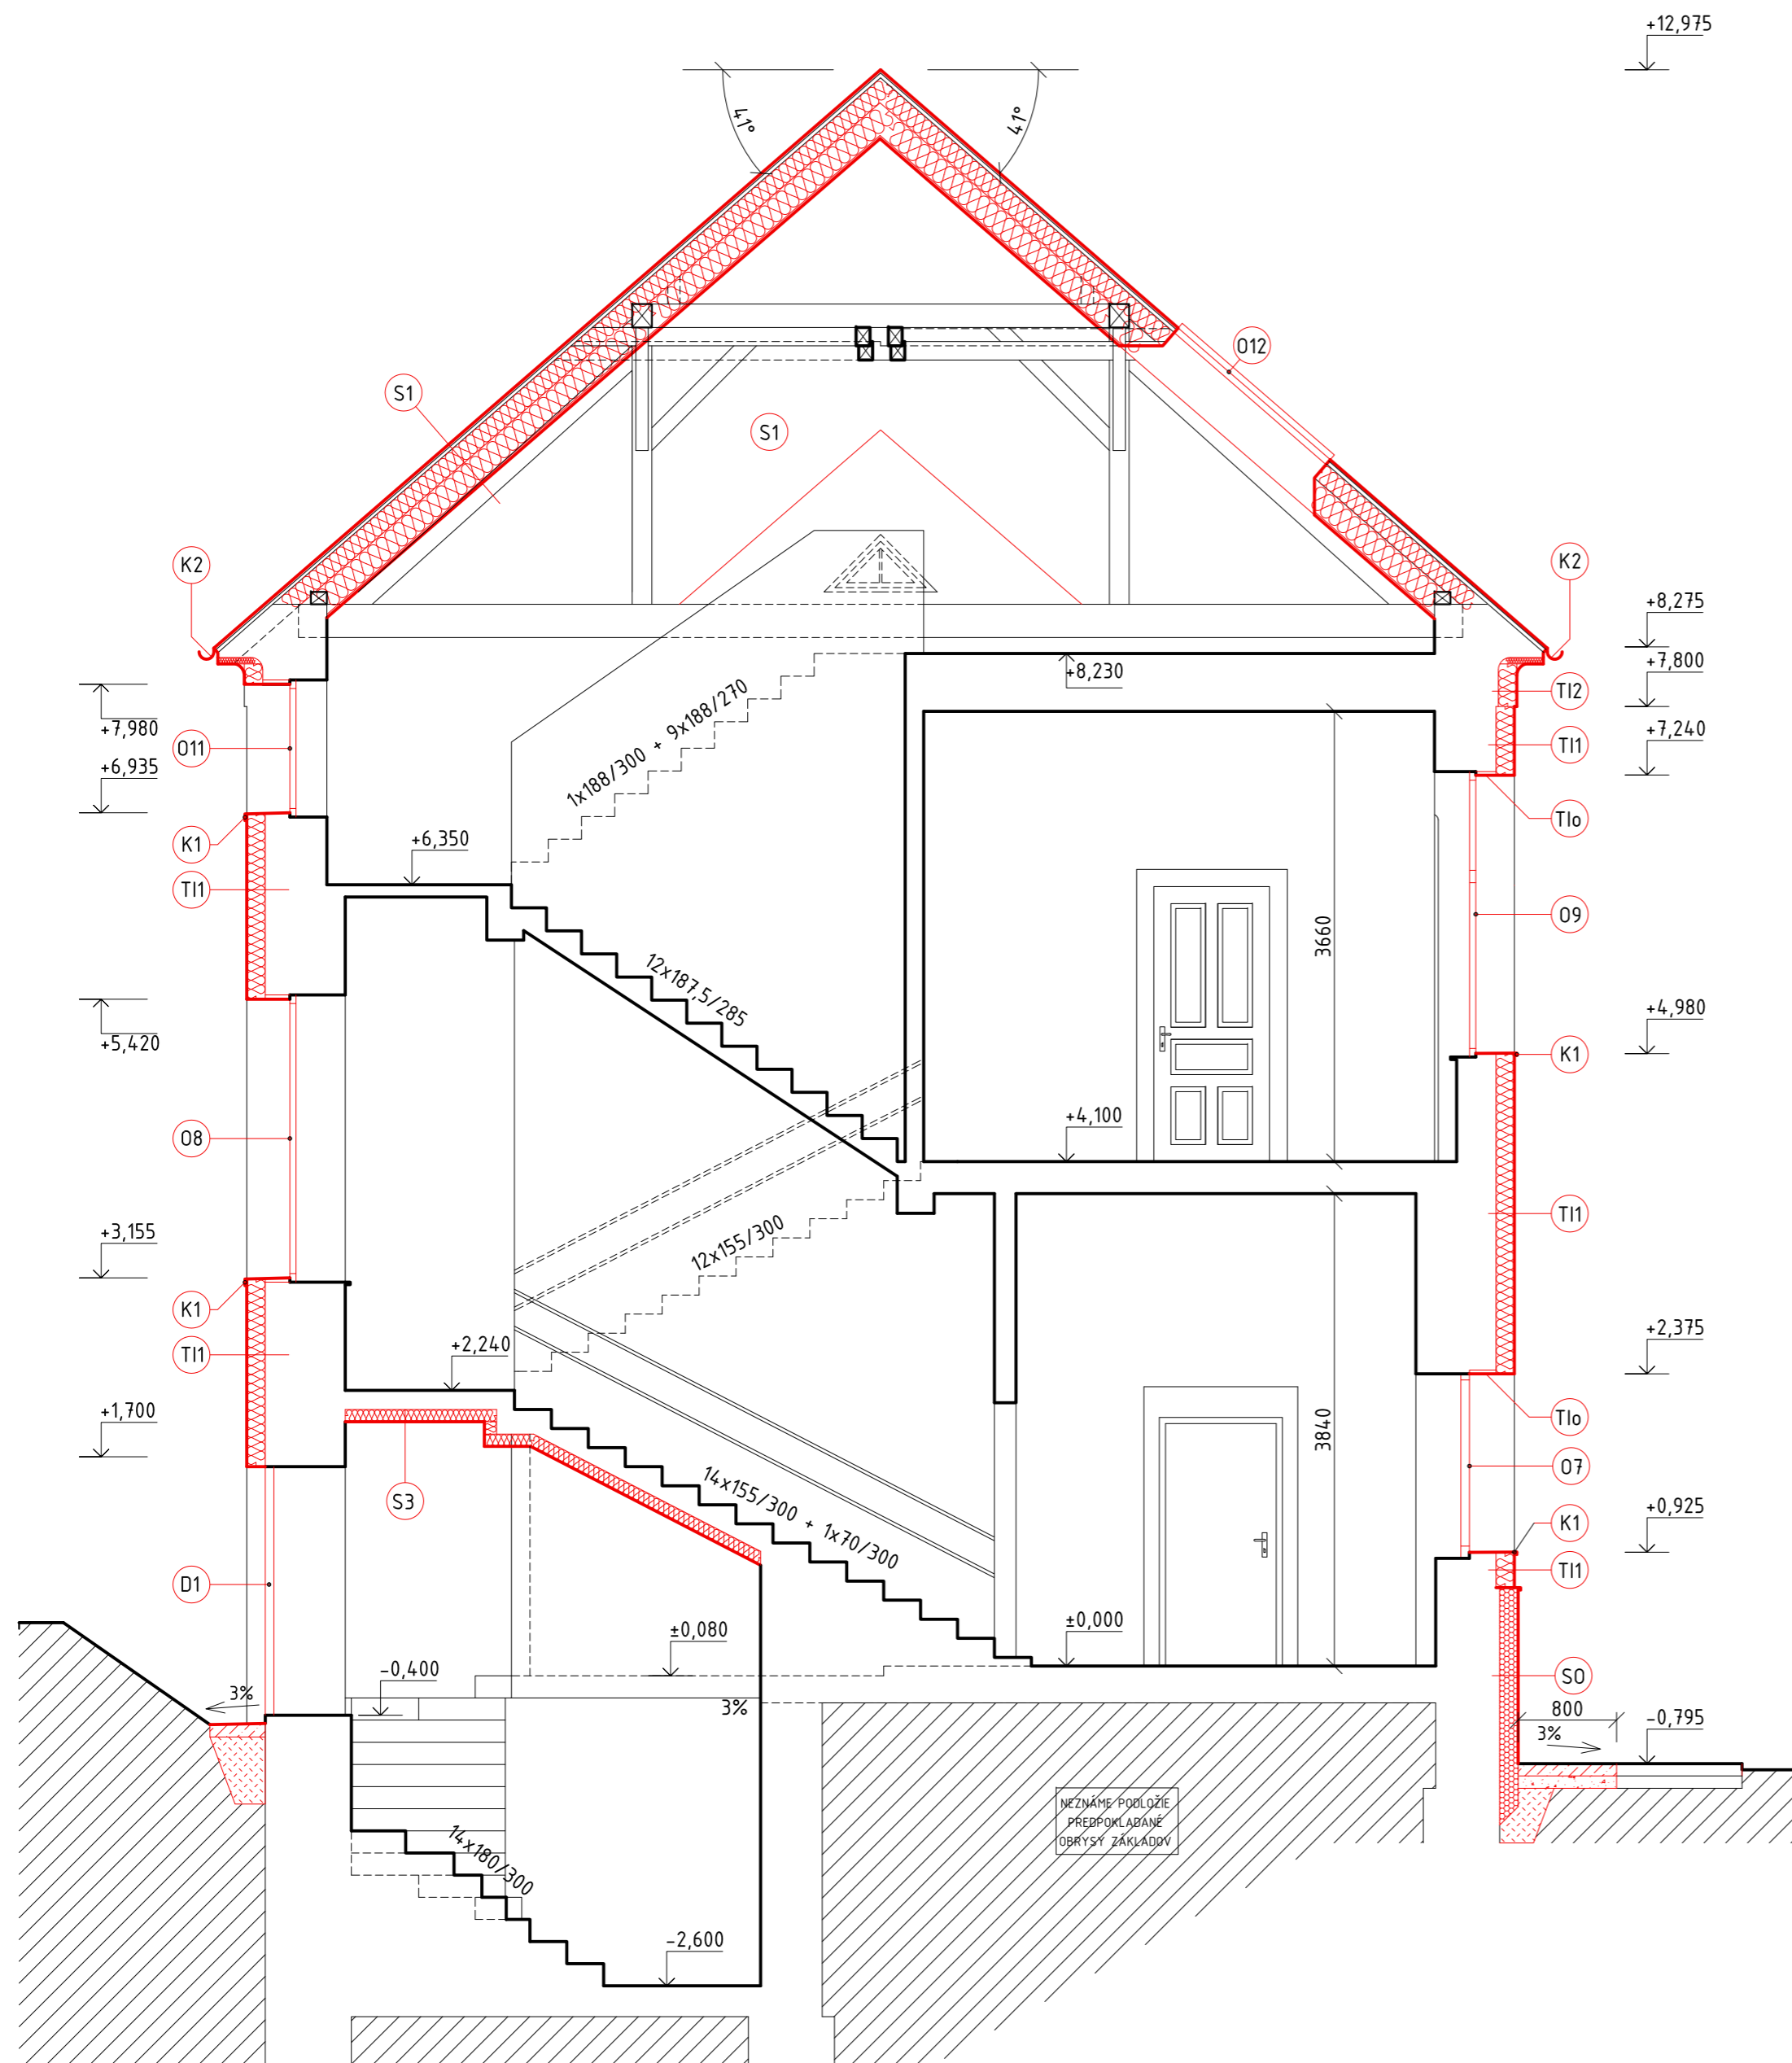 +12,975
41°
41°
O12
S1
S1
K2
K2
+8,275
+8,230
+7,800
TI2
+7,980
1x188/300 + 9x188/270
O11
TI1
+7,240
+6,935
TIo
K1
+6,350
TI1
O9
3660
12x187,5/285
+5,420
+4,980
K1
+4,100
O8
TI1
12x155/300
+3,155
K1
+2,375
+2,240
TI1
+1,700
TIo
3840
O7
14x155/300 + 1x70/300
S3
+0,925
K1
TI1
D1
±0,080
±0,000
-0,400
S0
3%
3%
800
3%
-0,795
NEZNÁME PODLOŽIE
PREDPOKLADANÉ
OBRYSY ZÁKLADOV
14x180/300
-2,600